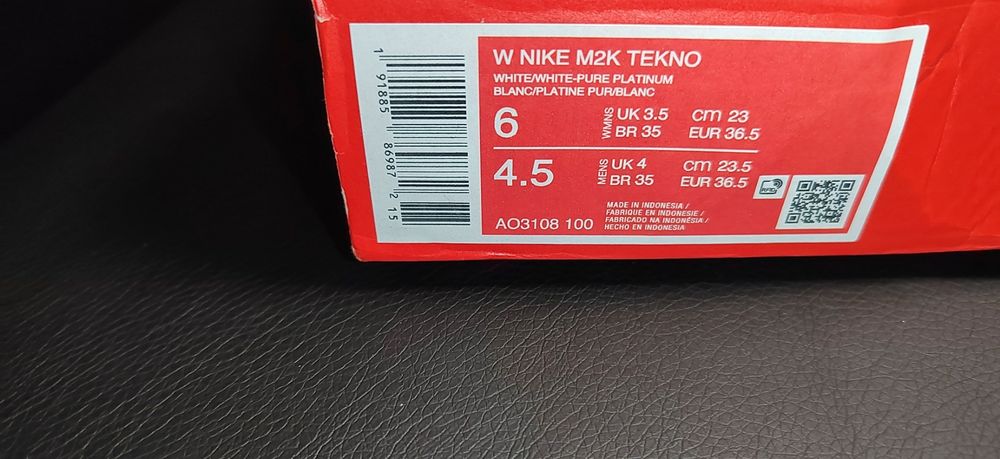 W NIKE M2K TEKNO
WHITE/WHITE-PURE PLATINUM
BLANC/PLATINE PUR/BLANC
6 WMNS UK 3.5 cm 23
BR 35 EUR 36.5
4.5 MENS UK 4 cm 23.5
BR 35 EUR 36.5
RFID
AO3108 100
MADE IN INDONESIA /
FABRIQUE EN INDONESIE /
FABRICADO NA INDONÉSIA /
HECHO EN INDONESIA
1 91885 86987 2 15